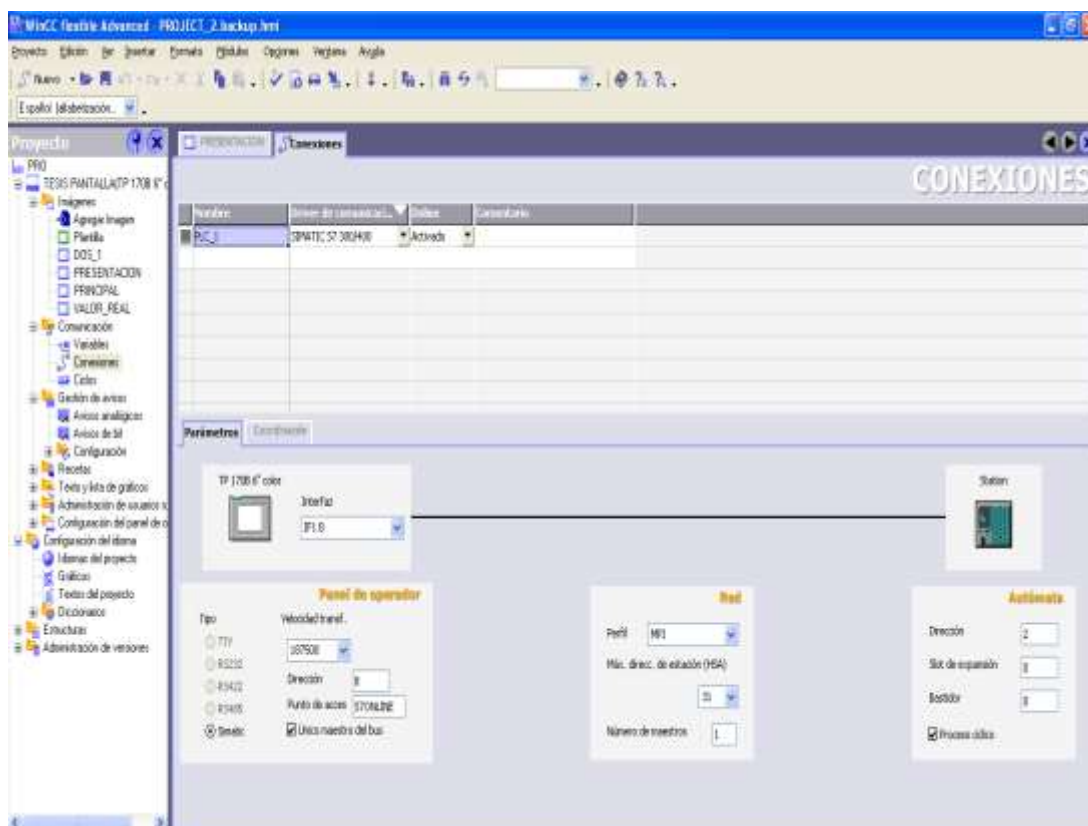 WinCC flexible Advanced - PROJECT_2.backup.hmi
Proyecto Edición Ver Insertar Formato Módulos Opciones Ventana Ayuda
Nuevo
Español
Proyecto
PRESENTACION
Conexiones
CONEXIONES
PRO
TESIS PANTALLA(TP 170B 6" c
Imágenes
Agregar Imagen
Plantilla
DOS_1
PRESENTACION
PRINCIPAL
VALOR_REAL
Comunicación
Variables
Conexiones
Ciclos
Gestión de avisos
Avisos analógicos
Avisos de bit
Configuración
Recetas
Texto y lista de gráficos
Administración de usuarios
Configuración del panel de o
Configuración del idioma
Idiomas del proyecto
Gráficos
Textos del proyecto
Diccionarios
Estructuras
Administración de versiones
Nombre Driver de comunicaci... Online Comentario
PLC_1 SIMATIC S7 300/400 Activado
Parámetros Coordinación
TP 170B 6" color
Interfaz
IF1 B
Station
Panel de operador
Tipo
TTY
RS232
RS422
RS485
Simatic
Velocidad transf.
187500
Dirección
Punto de acces S7ONLINE
Único maestro del bus
Red
Perfil MPI
Máx. direcc. de estación (HSA)
31
Número de maestros 1
Autómata
Dirección 2
Slot de expansión
Bastidor
Proceso cíclico